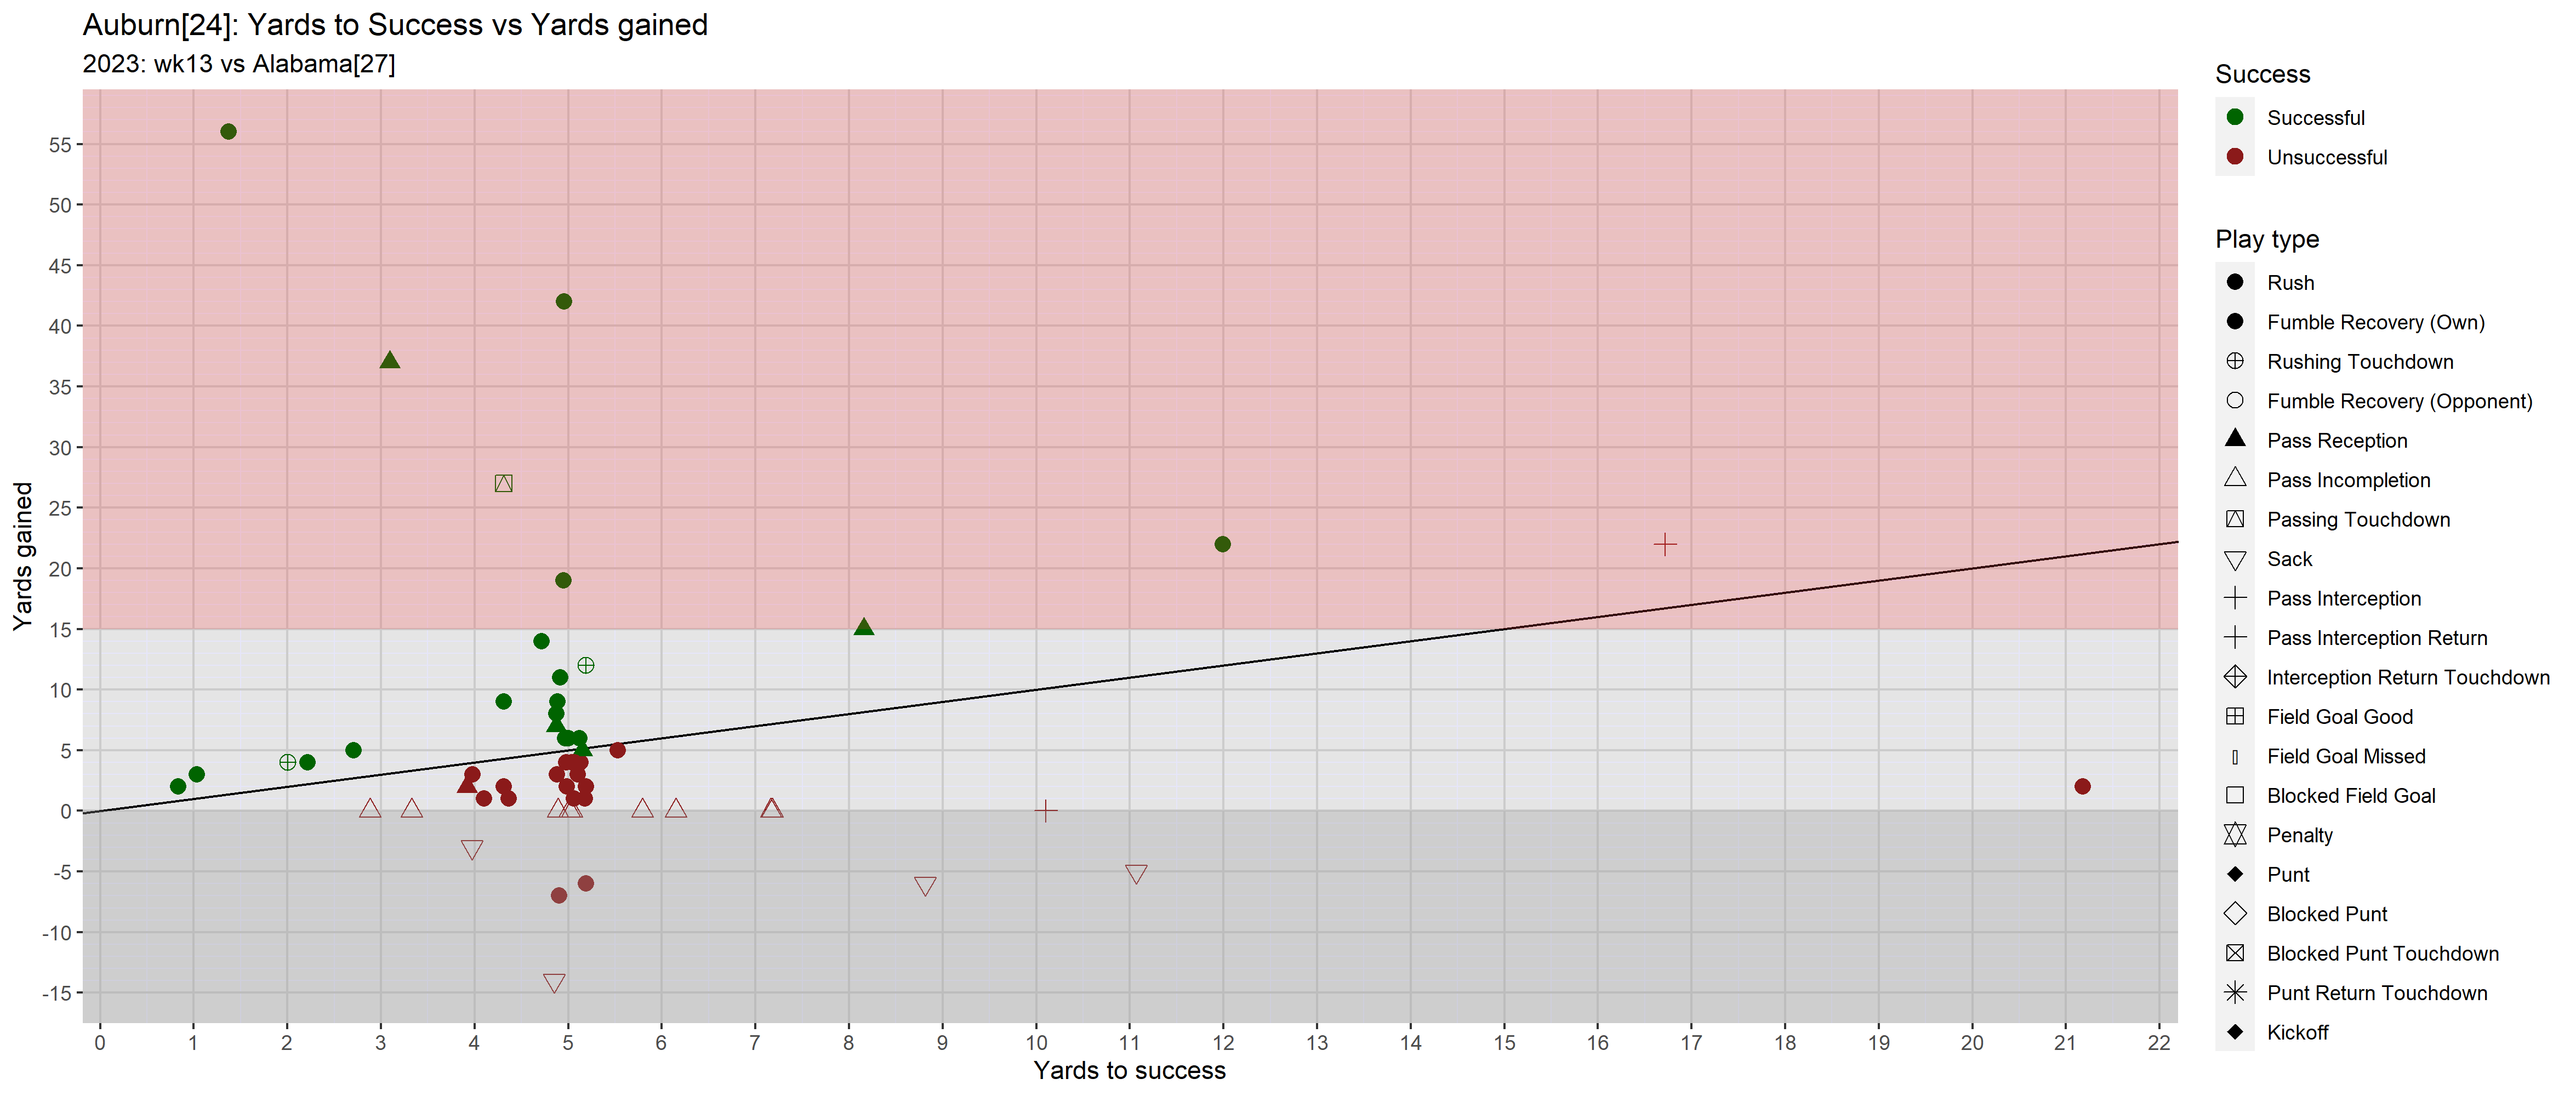 Auburn[24]: Yards to Success vs Yards gained
2023: wk13 vs Alabama[27]
Yards gained
55
50
45
40
35
30
25
20
15
10
5
0
-5
-10
-15
0 1 2 3 4 5 6 7 8 9 10 11 12 13 14 15 16 17 18 19 20 21 22
Yards to success
Success
Successful
Unsuccessful
Play type
Rush
Fumble Recovery (Own)
Rushing Touchdown
Fumble Recovery (Opponent)
Pass Reception
Pass Incompletion
Passing Touchdown
Sack
Pass Interception
Pass Interception Return
Interception Return Touchdown
Field Goal Good
Field Goal Missed
Blocked Field Goal
Penalty
Punt
Blocked Punt
Blocked Punt Touchdown
Punt Return Touchdown
Kickoff